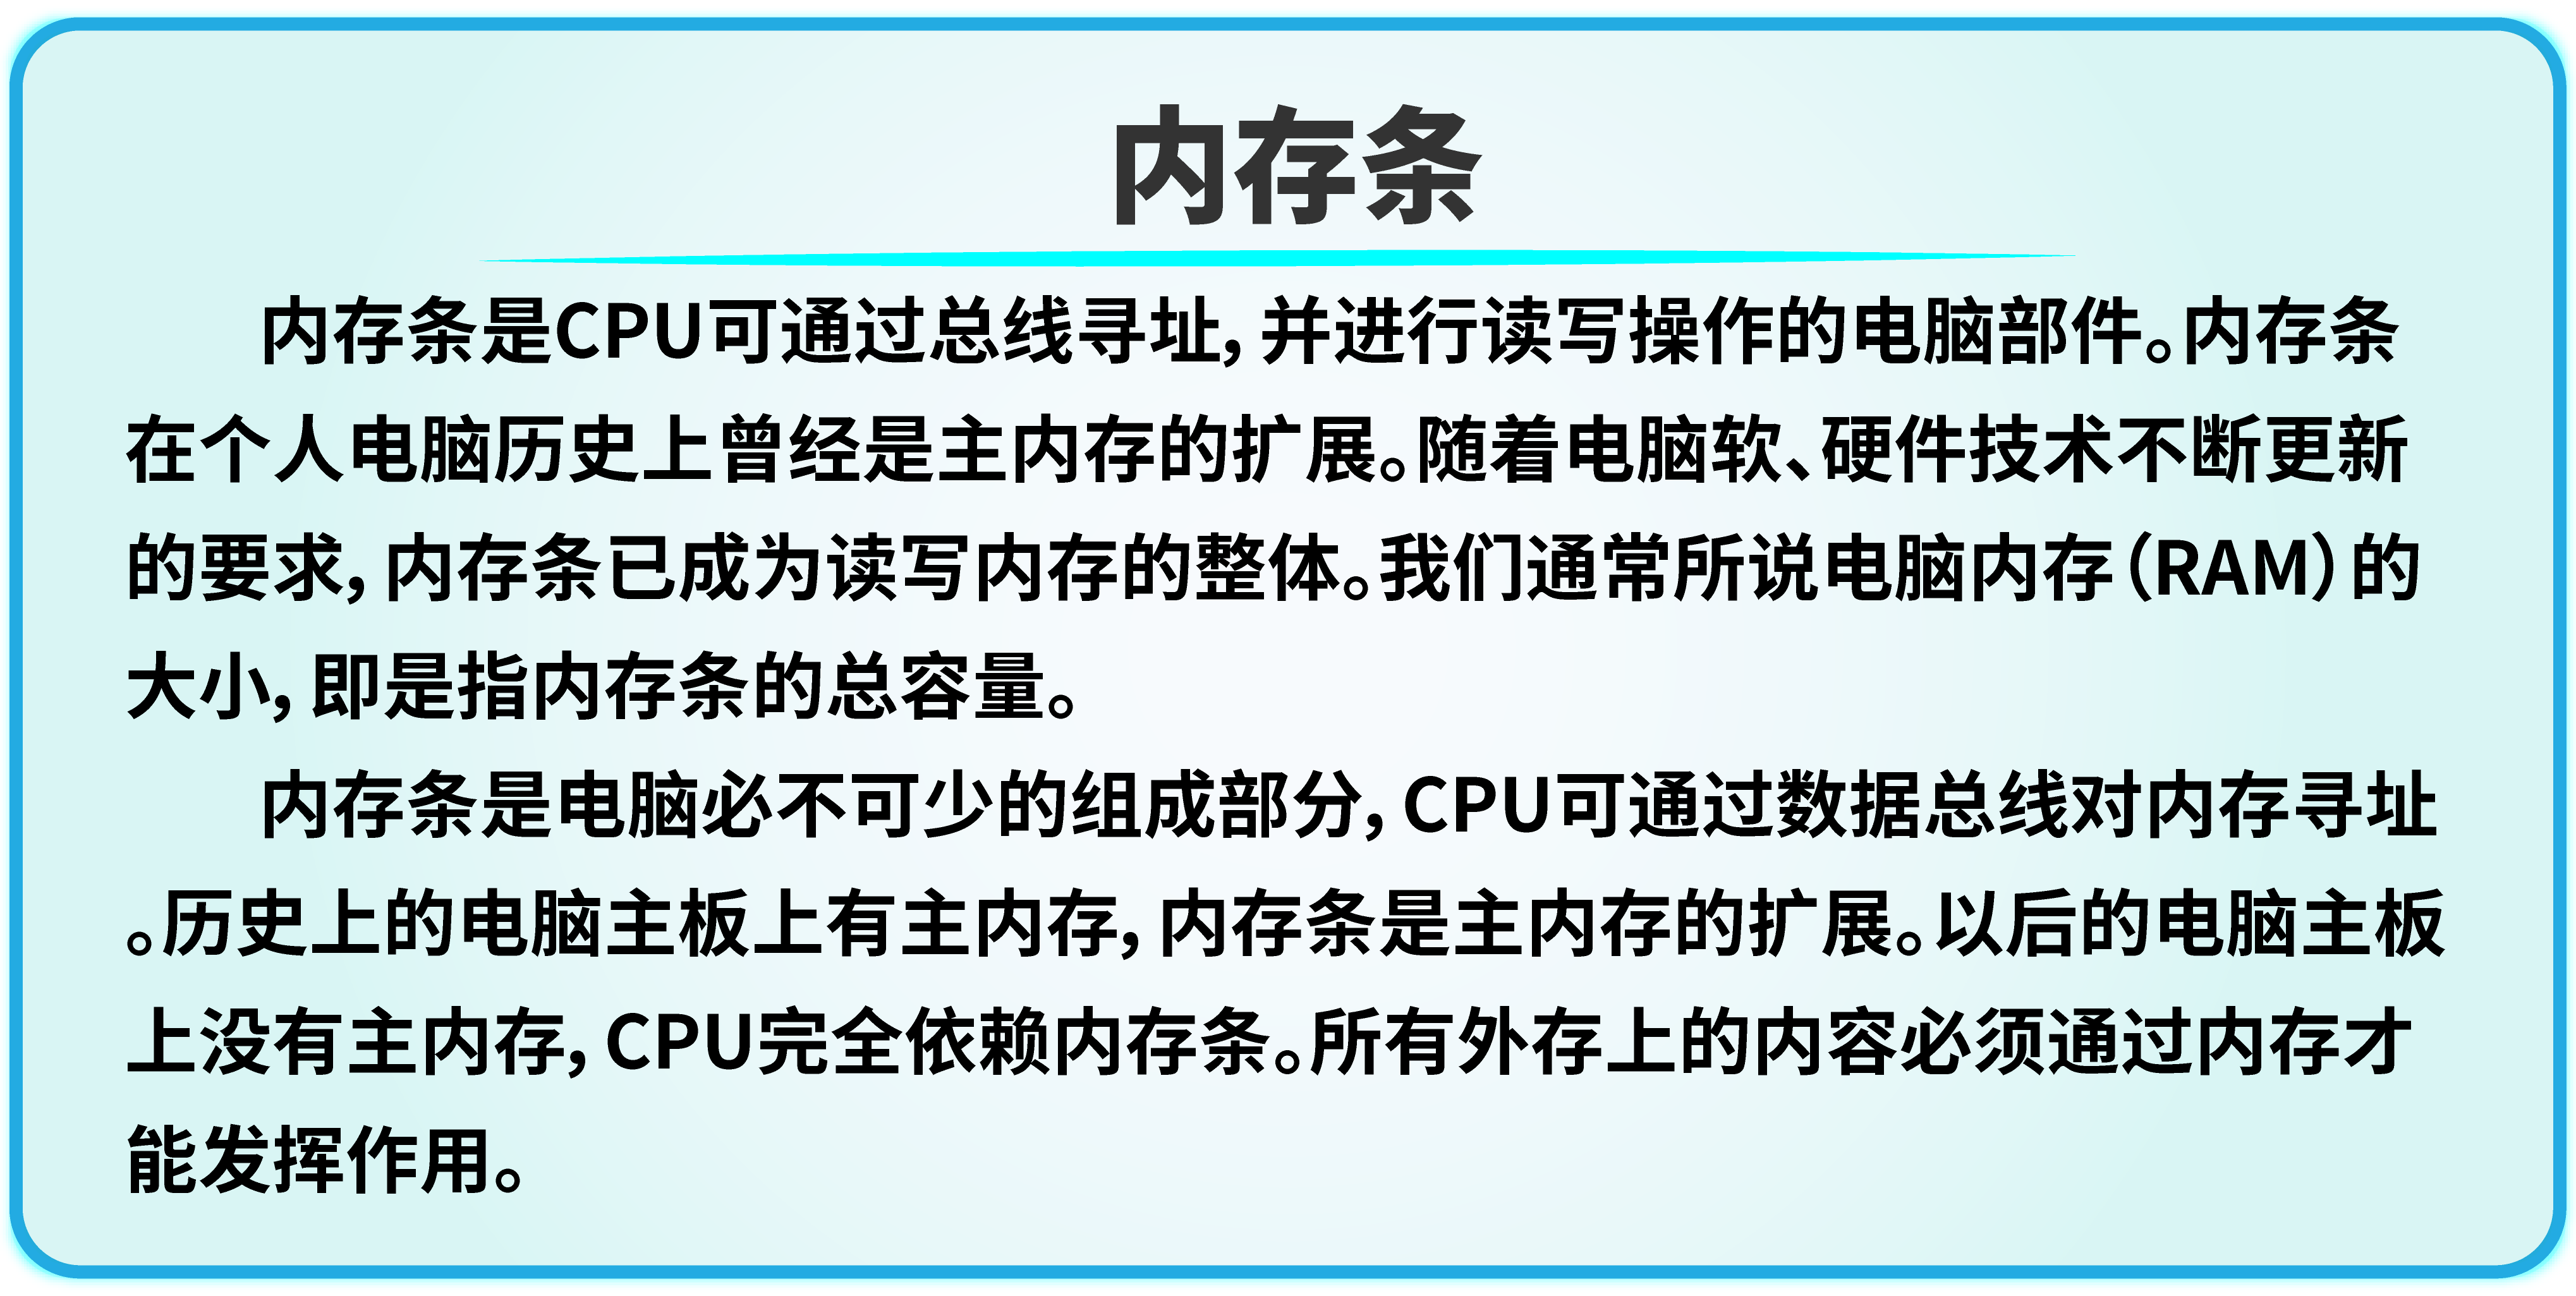 内存条
内存条是CPU可通过总线寻址，并进行读写操作的电脑部件。内存条
在个人电脑历史上曾经是主内存的扩展。随着电脑软、硬件技术不断更新
的要求，内存条已成为读写内存的整体。我们通常所说电脑内存（RAM）的
大小，即是指内存条的总容量。
内存条是电脑必不可少的组成部分，CPU可通过数据总线对内存寻址
。历史上的电脑主板上有主内存，内存条是主内存的扩展。以后的电脑主板
上没有主内存，CPU完全依赖内存条。所有外存上的内容必须通过内存才
能发挥作用。